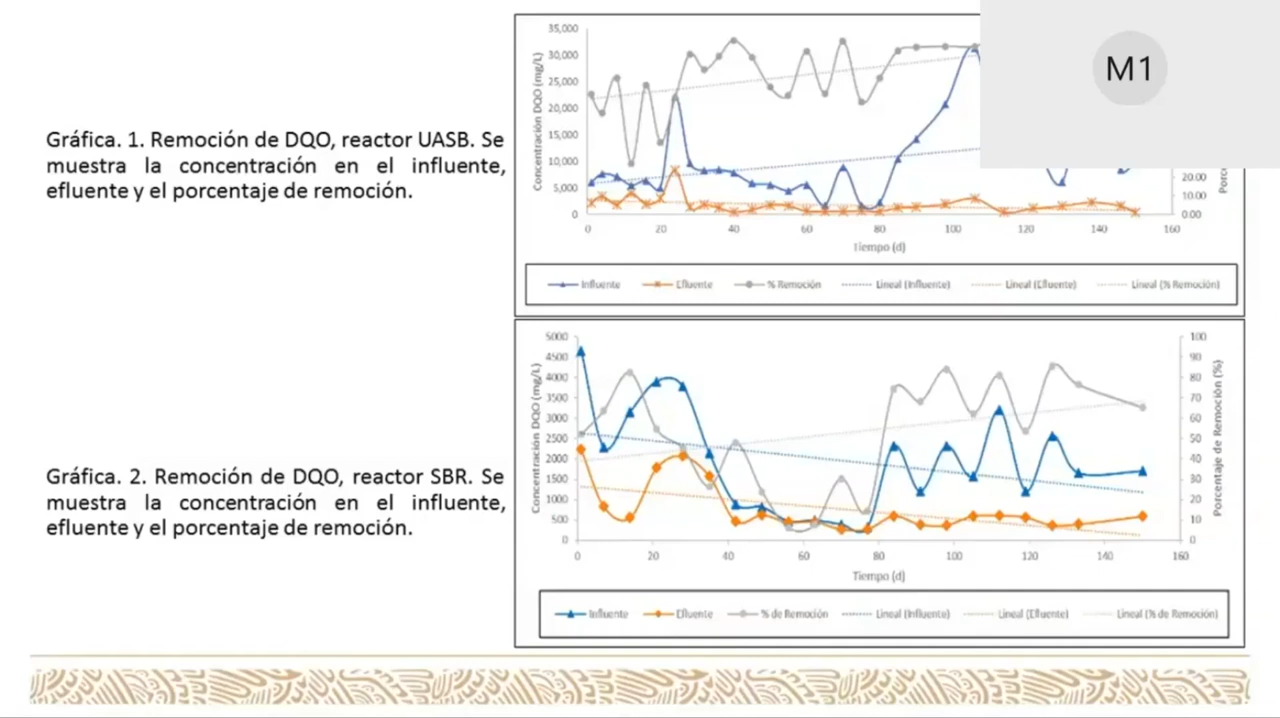 Gráfica. 1. Remoción de DQO, reactor UASB. Se
muestra la concentración en el influente,
efluente y el porcentaje de remoción.
Concentración DQO (mg/L)
35,000
30,000
25,000
20,000
15,000
10,000
5,000
0
20.00
10.00
0.00
0 20 40 60 80 100 120 140 160
Tiempo (d)
Influente Efluente % Remoción Lineal (Influente) Lineal (Efluente) Lineal (% Remoción)
M1
Gráfica. 2. Remoción de DQO, reactor SBR. Se
muestra la concentración en el influente,
efluente y el porcentaje de remoción.
Concentración DQO (mg/L)
5000
4500
4000
3500
3000
2500
2000
1500
1000
500
0
100
90
80
70
60
50
40
30
20
10
0
Porcentaje de Remoción (%)
0 20 40 60 80 100 120 140 160
Tiempo (d)
Influente Efluente % de Remoción Lineal (Influente) Lineal (Efluente) Lineal (% de Remoción)